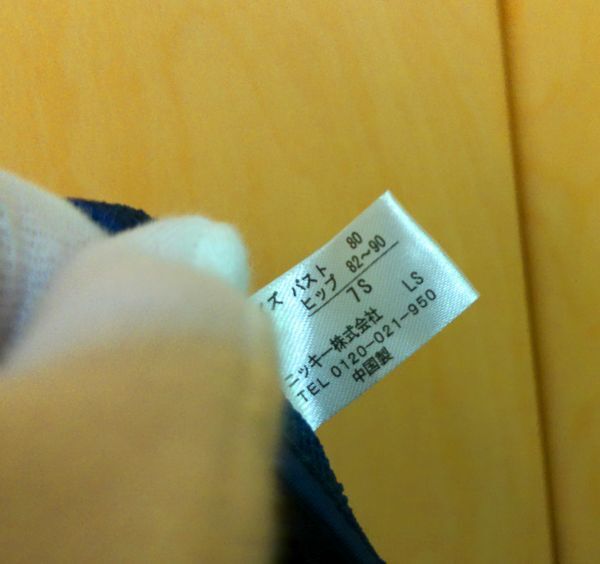 イズ バスト 80
ヒップ 82~90
7S LS
ニッキー株式会社
TEL 0120-021-950
中国製